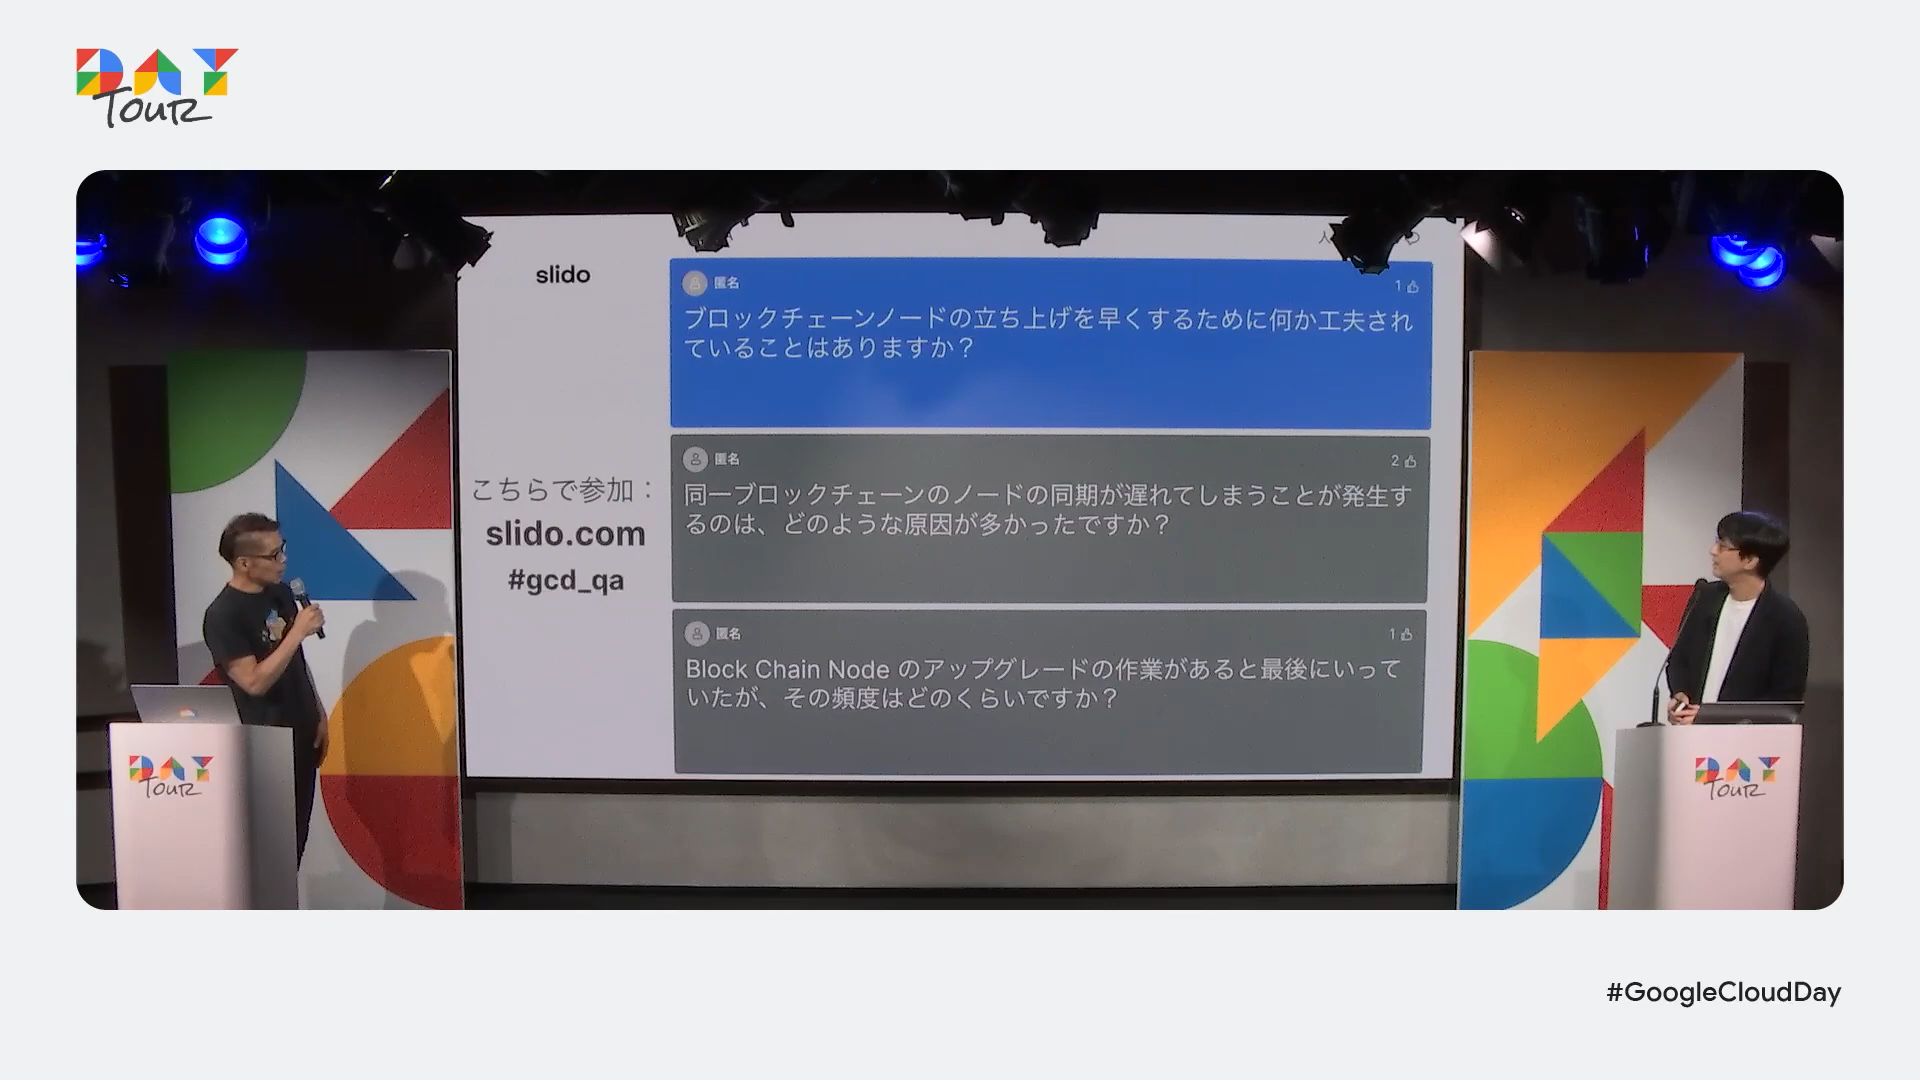 DAY
Tour
slido
こちらで参加：
slido.com
#gcd_qa
匿名
1
ブロックチェーンノードの立ち上げを早くするために何か工夫され
ていることはありますか？
匿名
2
同一ブロックチェーンのノードの同期が遅れてしまうことが発生す
るのは、どのような原因が多かったですか？
匿名
1
Block Chain Node のアップグレードの作業があると最後にいって
いたが、その頻度はどのくらいですか？
DAY
Tour
DAY
Tour
#GoogleCloudDay